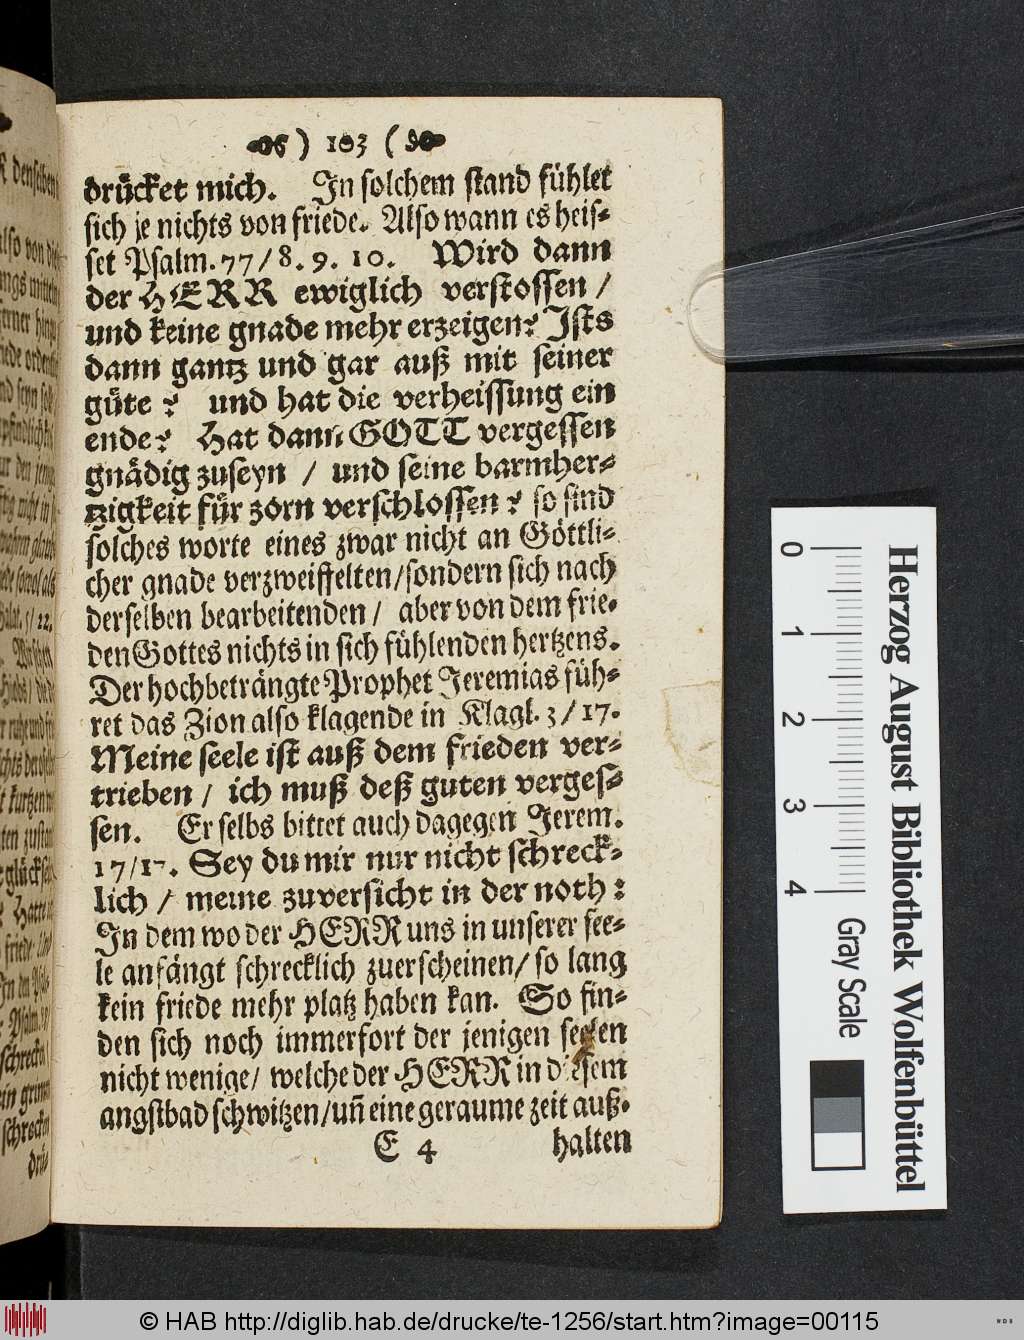 ) 103 (
drücket mich. In solchem stand fühlet
sich je nichts von friede. Also wann es heis-
set Psalm. 77/8. 9. 10. Wird dann
der HERR ewiglich verstossen /
und keine gnade mehr erzeigen? Ists
dann gantz und gar auß mit seiner
güte? und hat die verheissung ein
ende? Hat dann GOTT vergessen
gnädig zuseyn / und seine barmher-
tzigkeit für zorn verschlossen? so sind
solches worte eines zwar nicht an Göttli-
cher gnade verzweiffelten/sondern sich nach
derselben bearbeitenden / aber von dem frie-
den Gottes nichts in sich fühlenden hertzens.
Der hochbeträngte Prophet Jeremias füh-
ret das Zion also klagende in Klagl. 3/17.
Meine seele ist auß dem frieden ver-
trieben / ich muß deß guten verges-
sen. Er selbs bittet auch dagegen Jerem.
17/17. Sey du mir nur nicht schreck-
lich / meine zuversicht in der noth:
In dem wo der HERR uns in unserer see-
le anfängt schrecklich zuerscheinen/ so lang
kein friede mehr platz haben kan. So fin-
den sich noch immerfort der jenigen seelen
nicht wenige/ welche der HERR in diesem
angstbad schwitzen/uñ eine geraume zeit auß-
E 4 halten
0 1 2 3 4
Gray Scale
Herzog August Bibliothek Wolfenbüttel
© HAB http://diglib.hab.de/drucke/te-1256/start.htm?image=00115